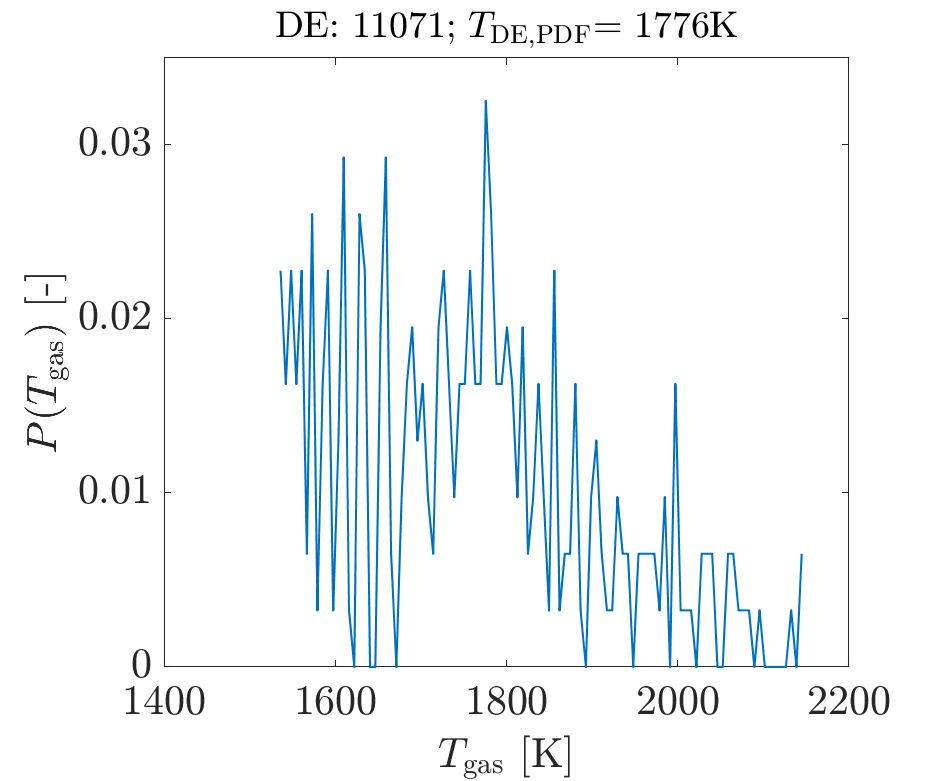 DE: 11071; T_DE,PDF= 1776K
0.03
0.02
0.01
0
P(T_gas) [-]
1400 1600 1800 2000 2200
T_gas [K]